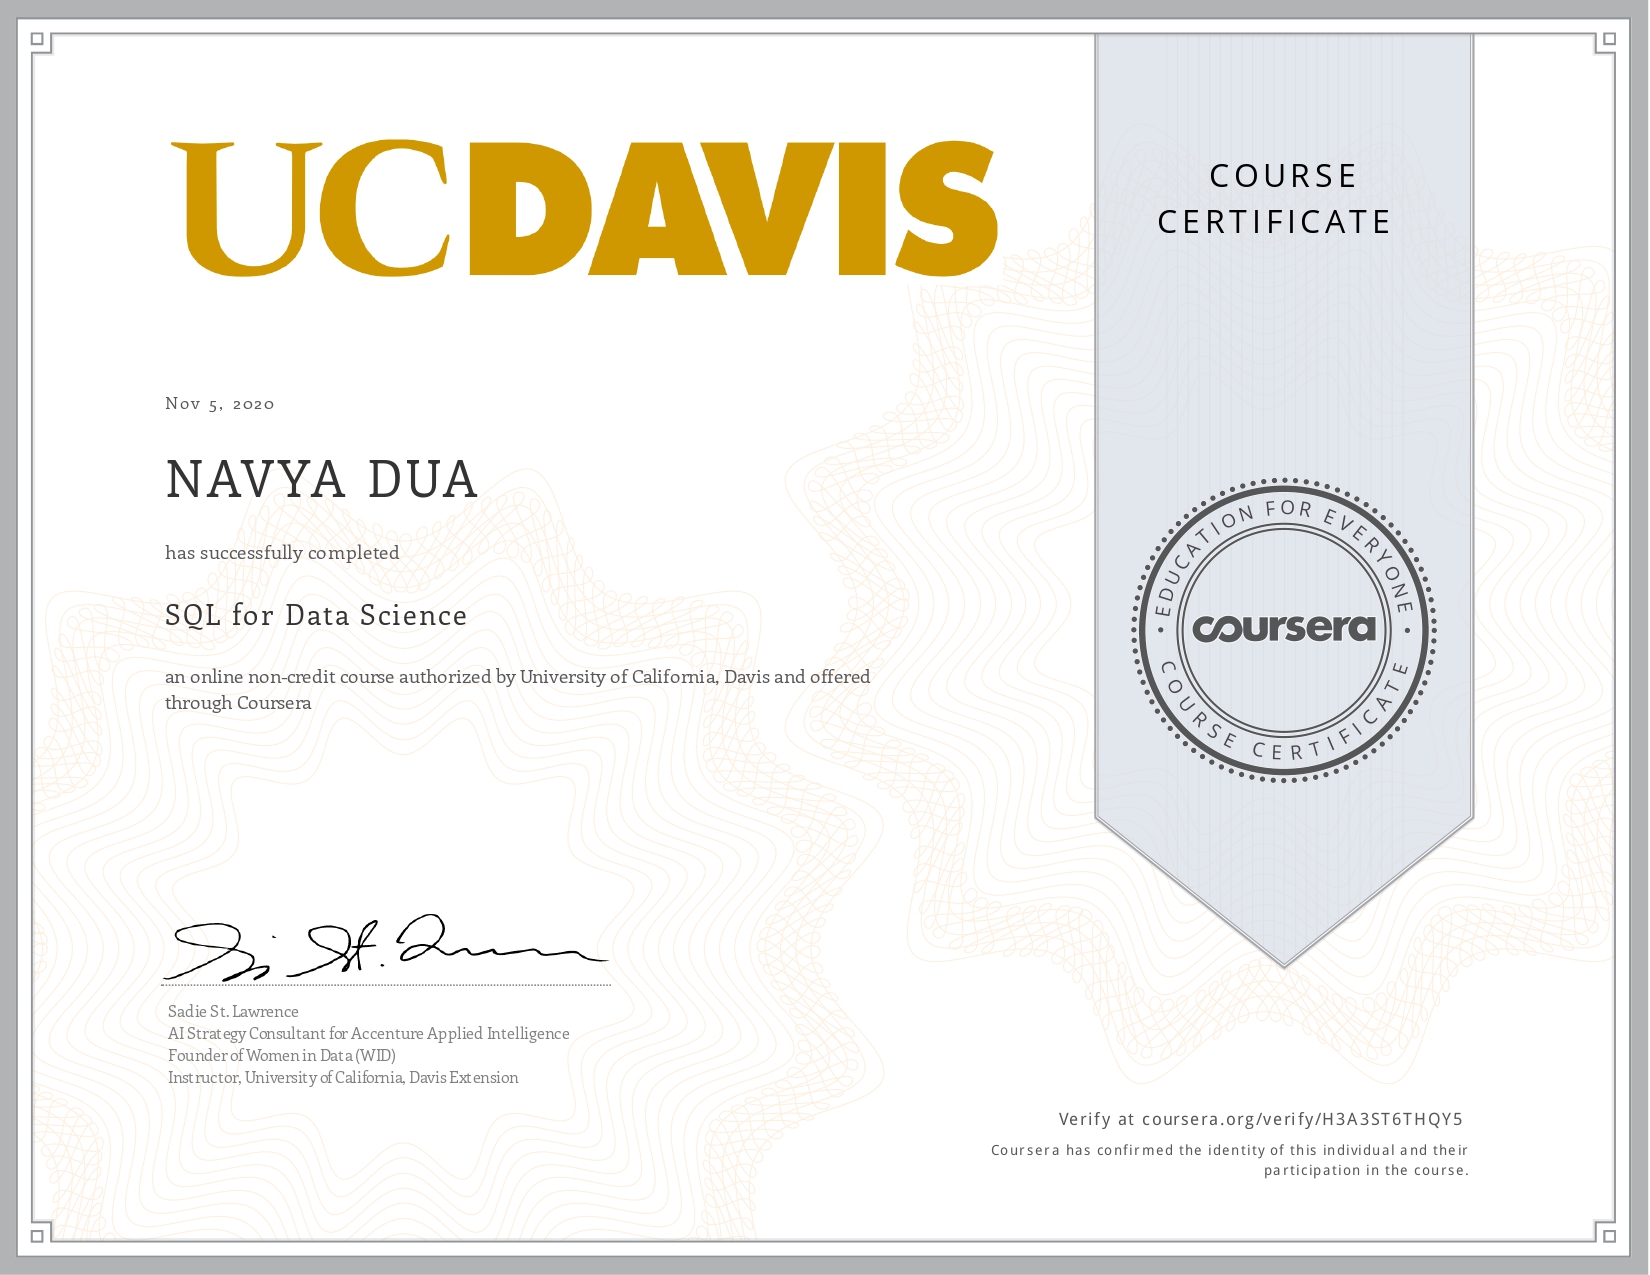 UCDAVIS
COURSE
CERTIFICATE
Nov 5, 2020
NAVYA DUA
has successfully completed
SQL for Data Science
an online non-credit course authorized by University of California, Davis and offered
through Coursera
EDUCATION FOR EVERYONE
coursera
COURSE CERTIFICATE
Sadie St. Lawrence
AI Strategy Consultant for Accenture Applied Intelligence
Founder of Women in Data (WID)
Instructor, University of California, Davis Extension
Verify at coursera.org/verify/H3A3ST6THQY5
Coursera has confirmed the identity of this individual and their
participation in the course.